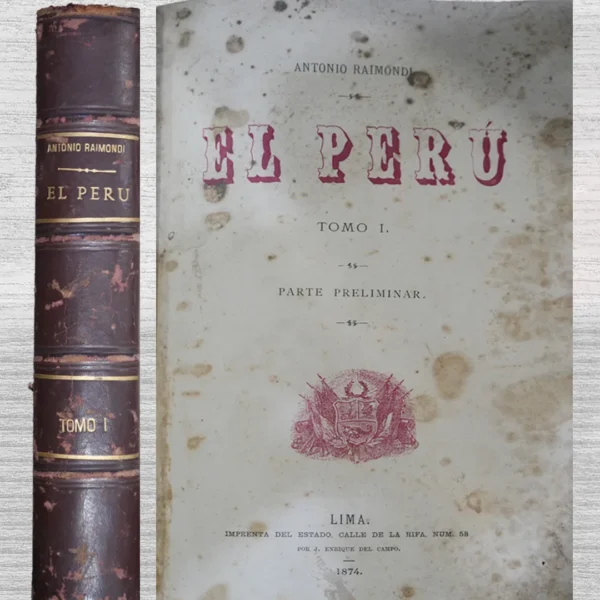 ANTONIO RAIMONDI
EL PERU
TOMO I
ANTONIO RAIMONDI
EL PERÚ
TOMO I.
PARTE PRELIMINAR.
LIMA.
IMPRENTA DEL ESTADO, CALLE DE LA RIFA, NUM. 58
POR J. ENRIQUE DEL CAMPO.
1874.